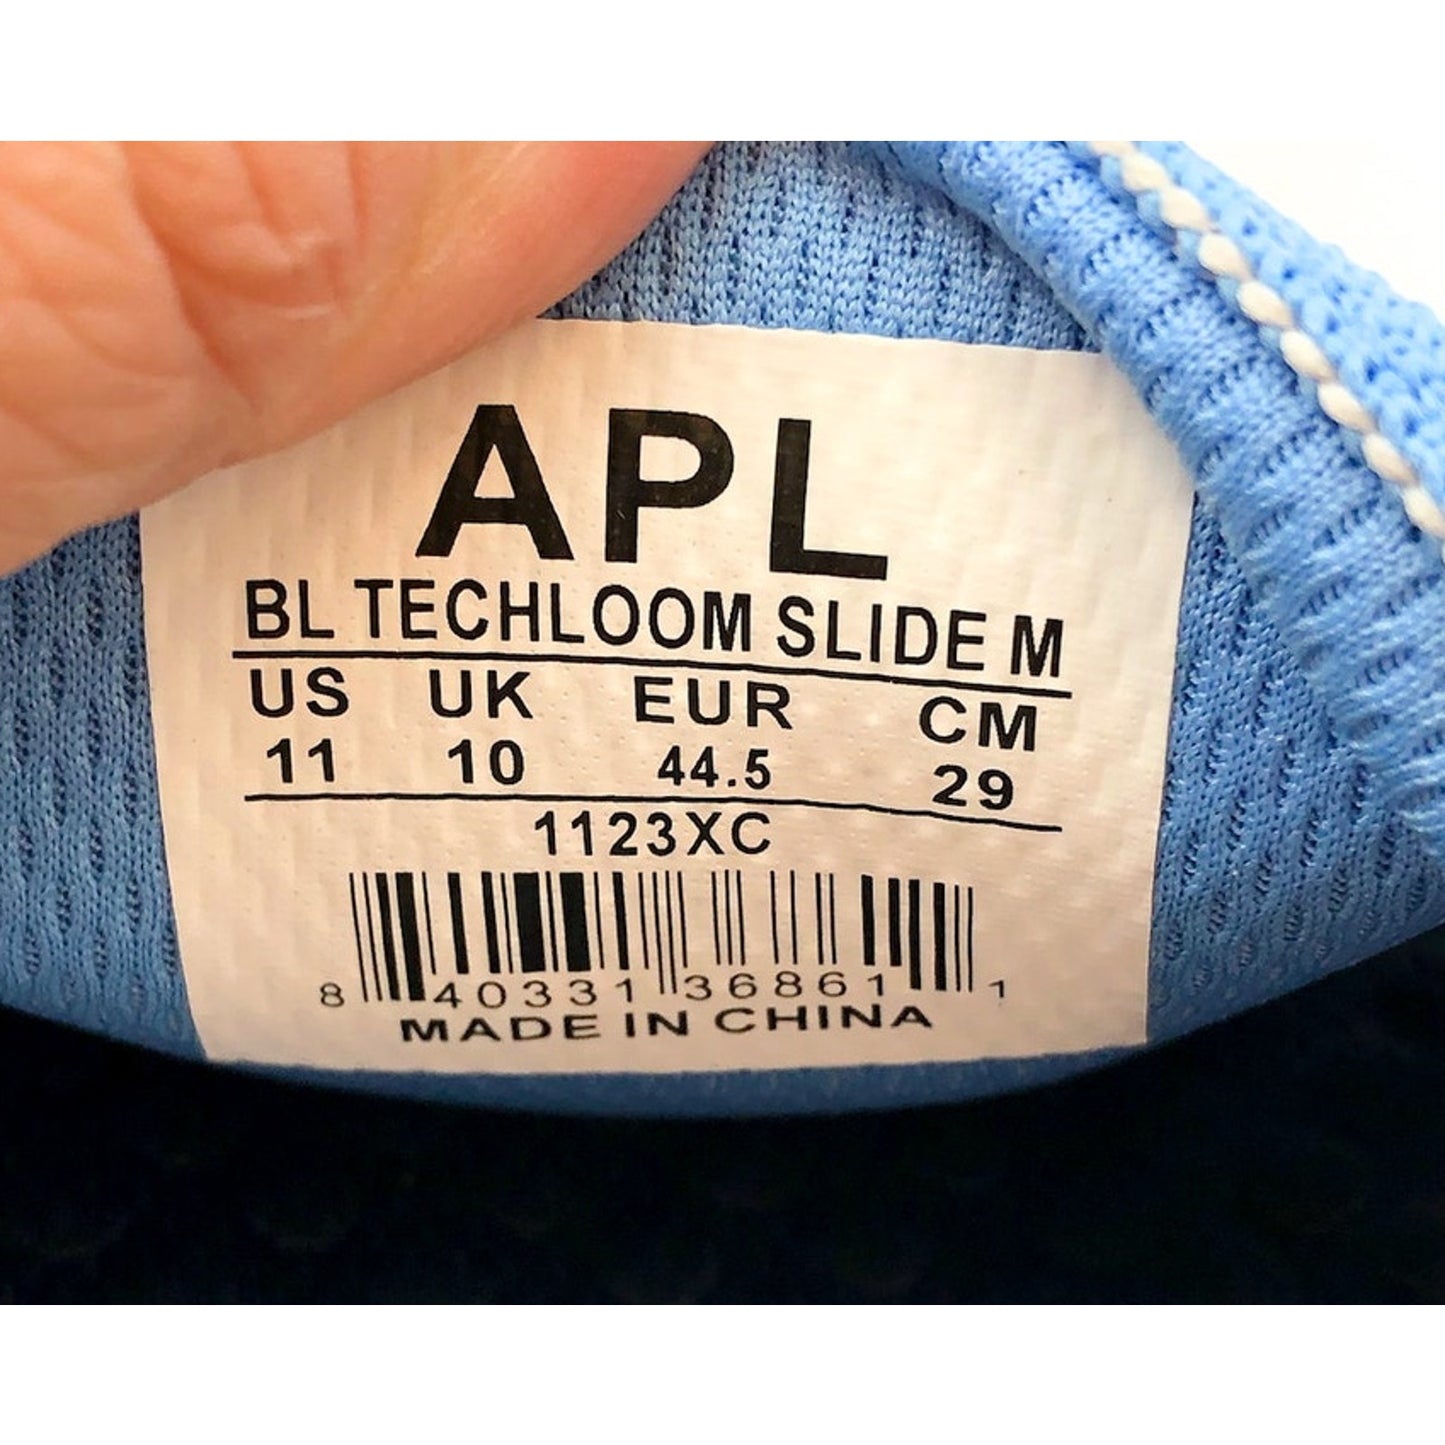 APL
BL TECHLOOM SLIDE M
US UK EUR CM
11 10 44.5 29
1123XC
8 40331 36861 1
MADE IN CHINA